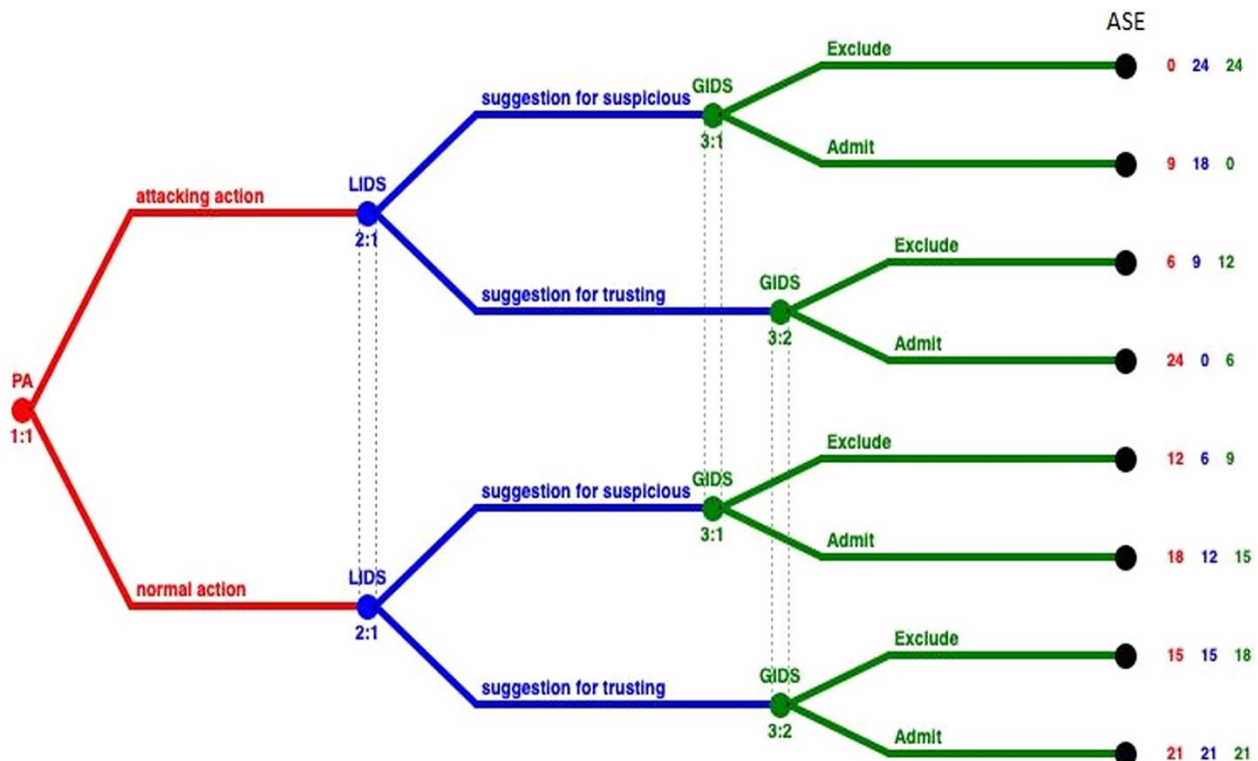 ASE
Exclude
0 24 24
GIDS
suggestion for suspicious
3:1
Admit
9 18 0
LIDS
attacking action
2:1
Exclude
6 9 12
GIDS
suggestion for trusting
3:2
Admit
24 0 6
PA
1:1
Exclude
12 6 9
GIDS
suggestion for suspicious
3:1
Admit
18 12 15
LIDS
normal action
2:1
Exclude
15 15 18
GIDS
suggestion for trusting
3:2
Admit
21 21 21